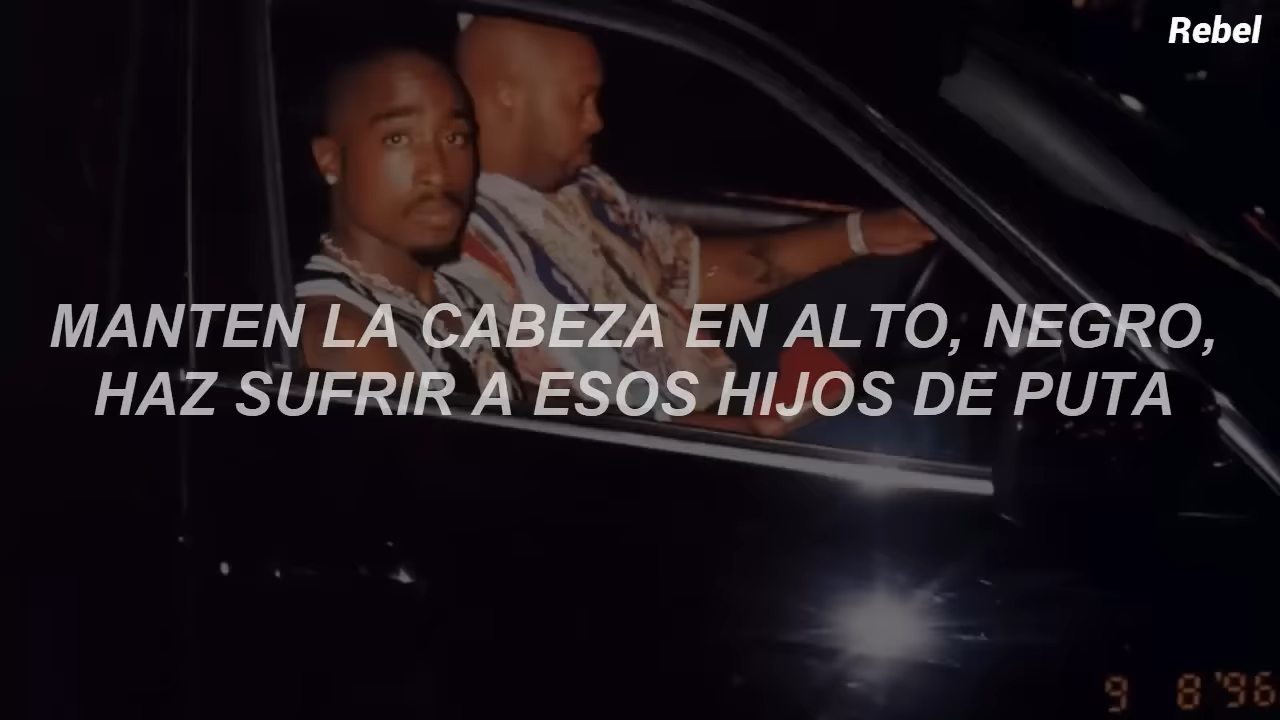 Rebel
MANTEN LA CABEZA EN ALTO, NEGRO,
HAZ SUFRIR A ESOS HIJOS DE PUTA
9 8 '96